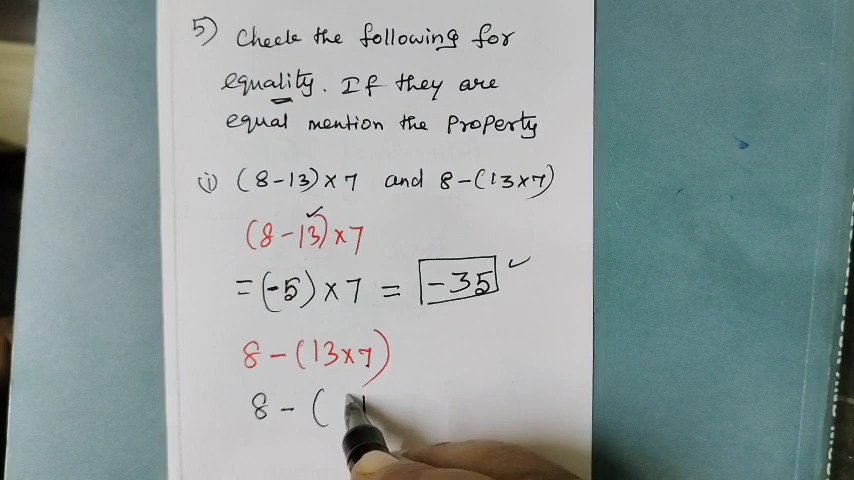 5) Check the following for
equality. If they are
equal mention the Property
(i) (8-13)×7 and 8-(13×7)
(8-13)×7
=(-5)×7 = -35
8-(13×7)
8-(